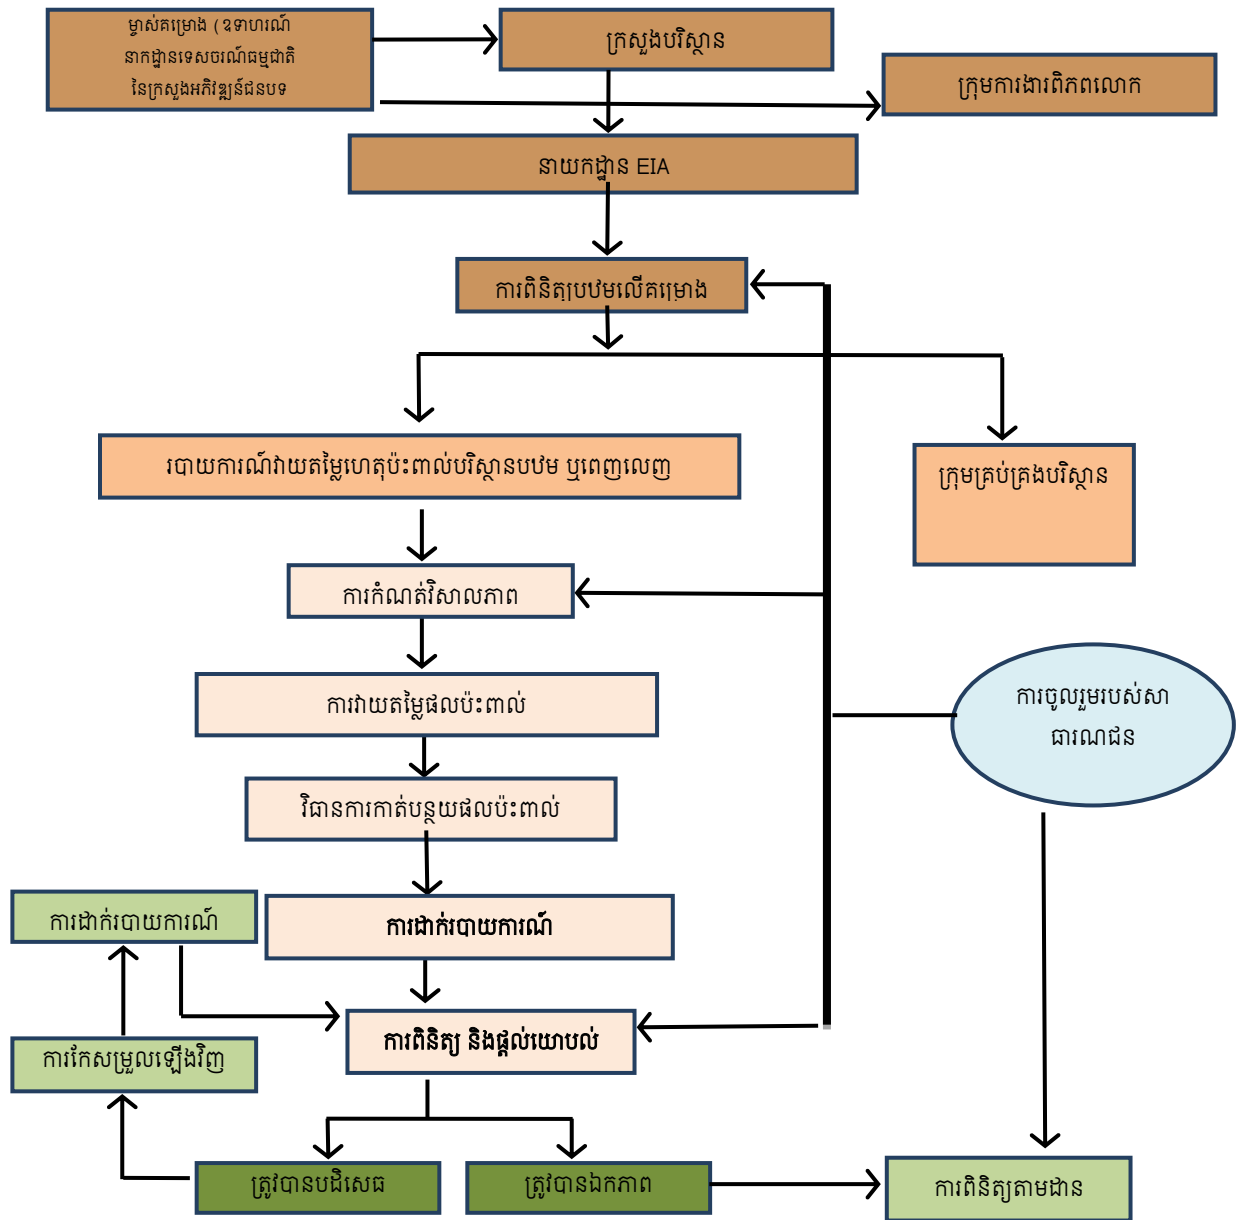 ម្ចាស់គម្រោង (ឧទាហរណ៍
នាកដ្ឋានទេសចរណ៍ធម្មជាតិ
នៃក្រសួងអភិវឌ្ឍន៍ជនបទ
ក្រសួងបរិស្ថាន
ក្រុមការងារពិភពលោក
នាយកដ្ឋាន EIA
ការពិនិត្យបឋមលើគម្រោង
របាយការណ៍វាយតម្លៃហេតុប៉ះពាល់បរិស្ថានបឋម ឬពេញលេញ
ក្រុមគ្រប់គ្រងបរិស្ថាន
ការកំណត់វិសាលភាព
ការវាយតម្លៃផលប៉ះពាល់
ការចូលរួមរបស់សា
ធារណជន
វិធានការកាត់បន្ថយផលប៉ះពាល់
ការដាក់របាយការណ៍
ការដាក់របាយការណ៍
ការពិនិត្យ និងផ្តល់យោបល់
ការកែសម្រួលឡើងវិញ
ត្រូវបានបដិសេធ
ត្រូវបានឯកភាព
ការពិនិត្យតាមដាន